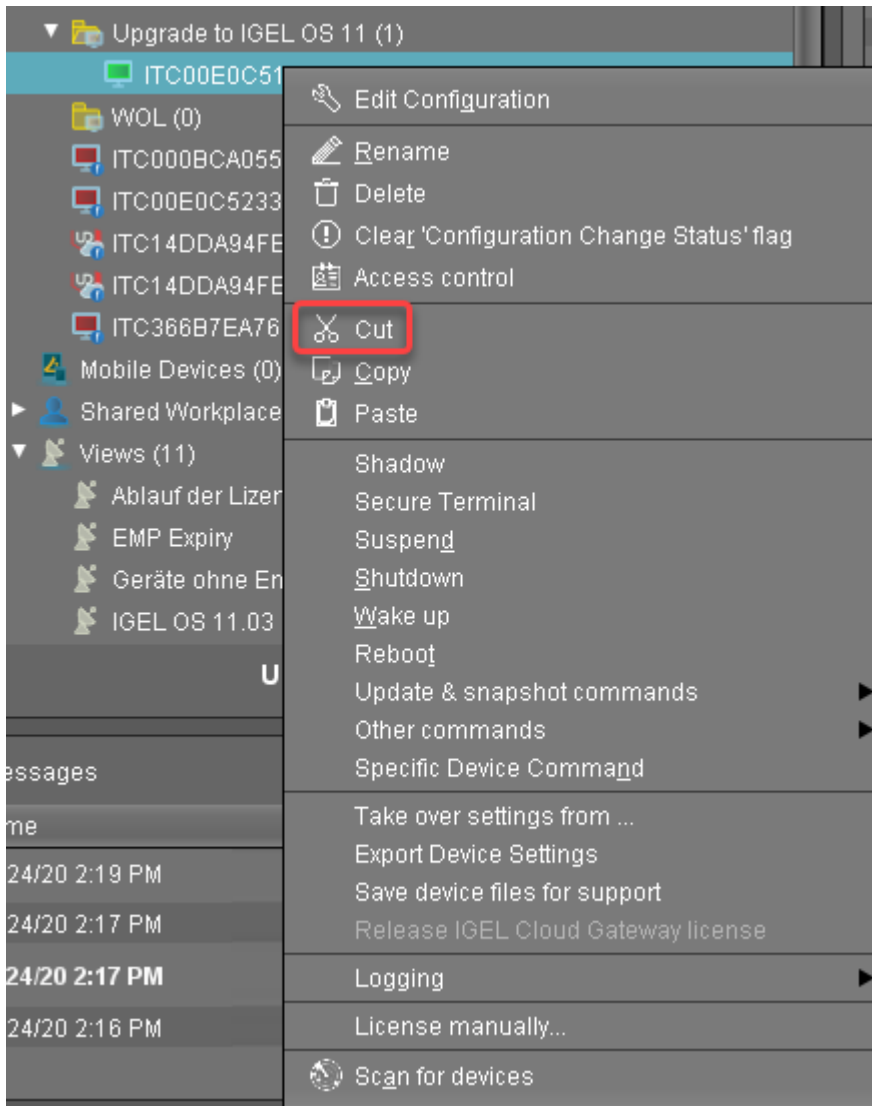 Upgrade to IGEL OS 11 (1)
ITC00E0C51
WOL (0)
ITC000BCA055
ITC00E0C5233
ITC14DDA94FE
ITC14DDA94FE
ITC366B7EA76
Mobile Devices (0)
Shared Workplace
Views (11)
Ablauf der Lizen
EMP Expiry
Geräte ohne En
IGEL OS 11.03
U
essages
me
24/20 2:19 PM
24/20 2:17 PM
24/20 2:17 PM
24/20 2:16 PM
Edit Configuration
Rename
Delete
Clear 'Configuration Change Status' flag
Access control
Cut
Copy
Paste
Shadow
Secure Terminal
Suspend
Shutdown
Wake up
Reboot
Update & snapshot commands
Other commands
Specific Device Command
Take over settings from ...
Export Device Settings
Save device files for support
Release IGEL Cloud Gateway license
Logging
License manually...
Scan for devices